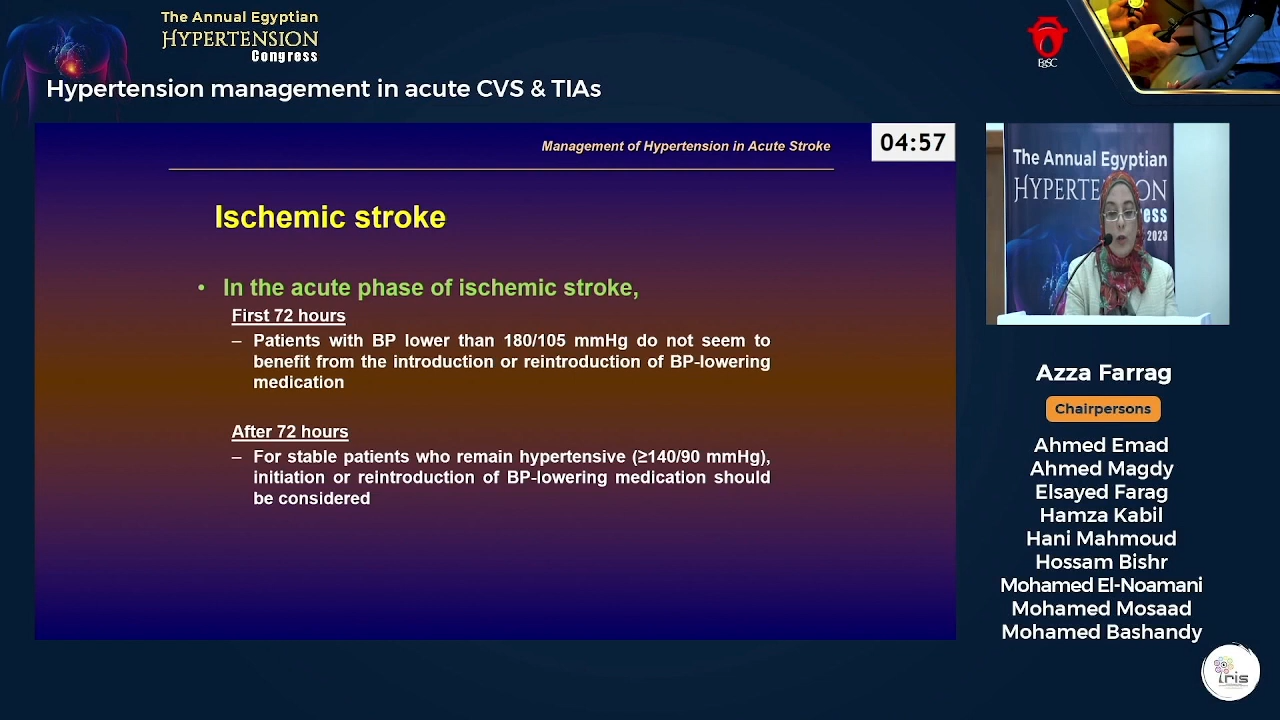 The Annual Egyptian
HYPERTENSION
Congress
EgSC
Hypertension management in acute CVS & TIAs
Management of Hypertension in Acute Stroke
04:57
Ischemic stroke
• In the acute phase of ischemic stroke,
First 72 hours
– Patients with BP lower than 180/105 mmHg do not seem to
benefit from the introduction or reintroduction of BP-lowering
medication
After 72 hours
– For stable patients who remain hypertensive (≥140/90 mmHg),
initiation or reintroduction of BP-lowering medication should
be considered
The Annual Egyptian
HYPERTE
ION
ess
2023
Azza Farrag
Chairpersons
Ahmed Emad
Ahmed Magdy
Elsayed Farag
Hamza Kabil
Hani Mahmoud
Hossam Bishr
Mohamed El-Noamani
Mohamed Mosaad
Mohamed Bashandy
iris